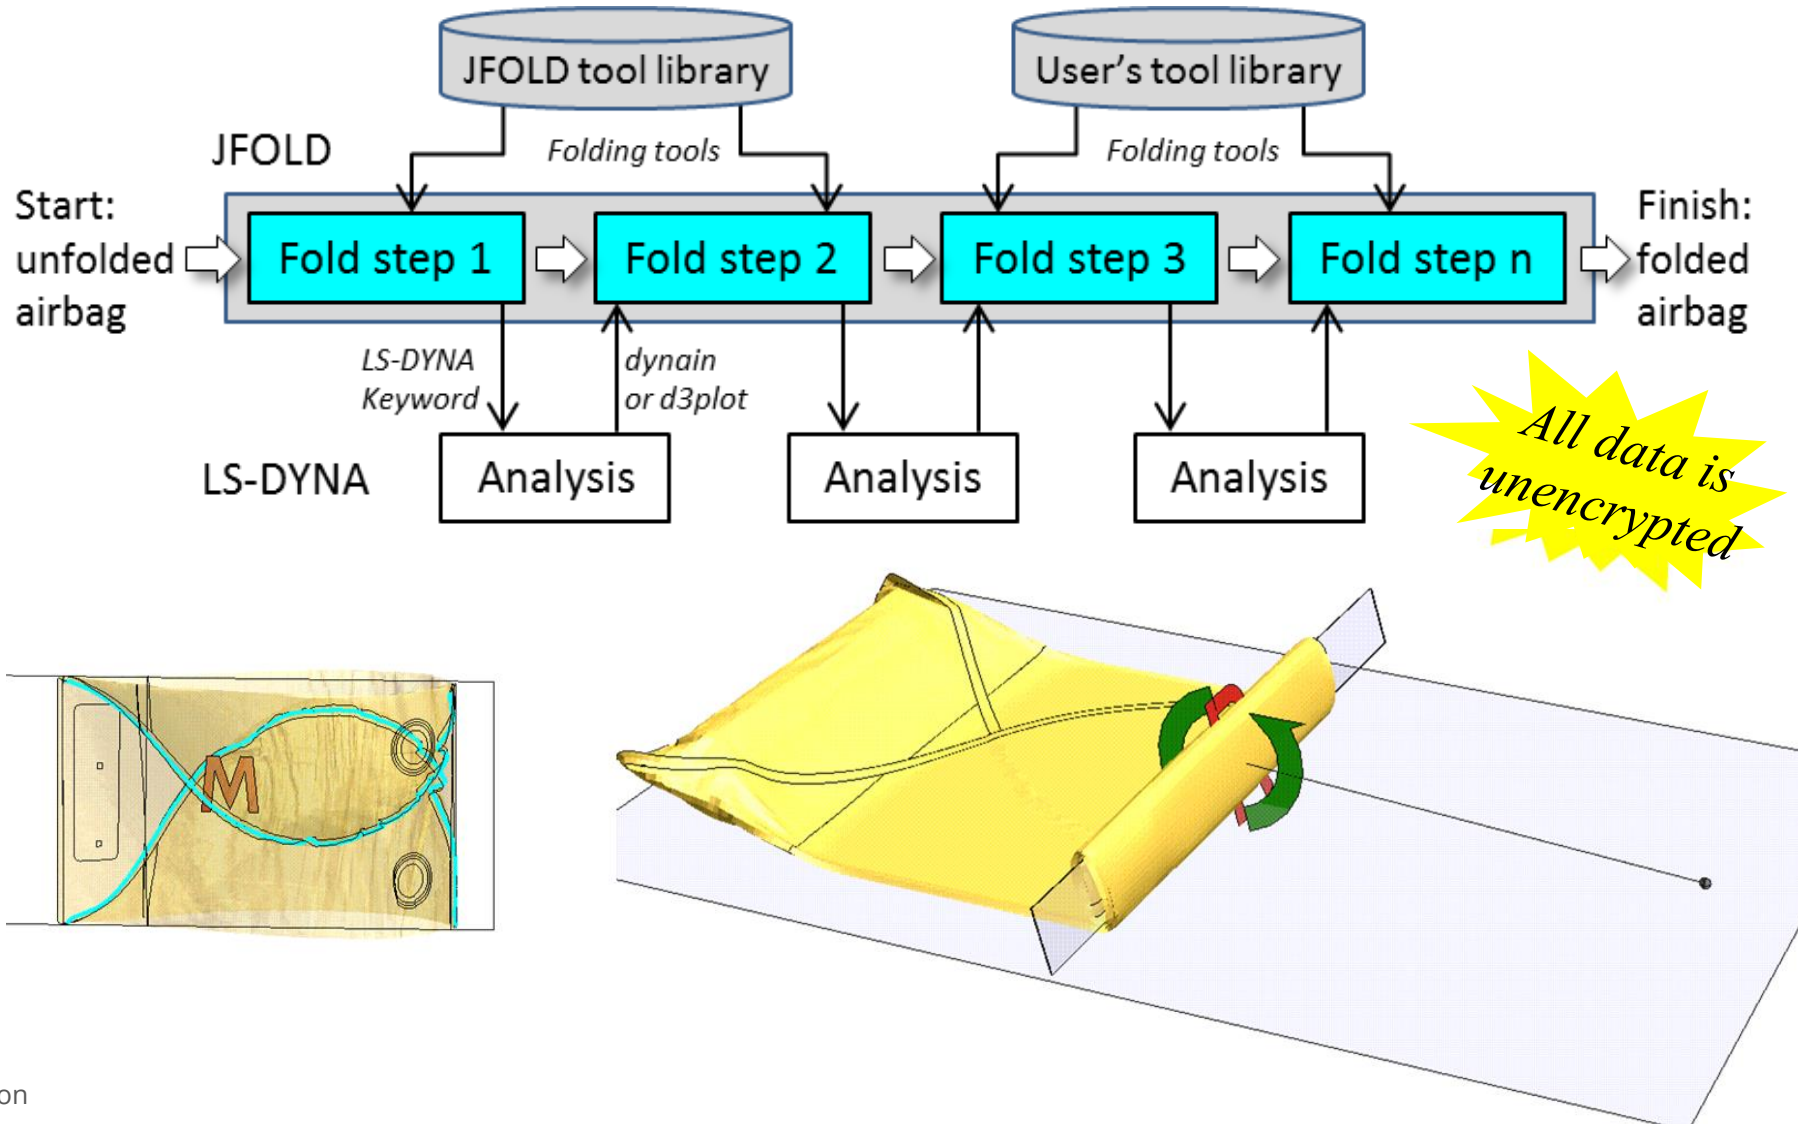 JFOLD tool library
User's tool library
JFOLD
Folding tools
Folding tools
Start:
unfolded
airbag
Fold step 1
Fold step 2
Fold step 3
Fold step n
Finish:
folded
airbag
LS-DYNA
Keyword
dynain
or d3plot
LS-DYNA
Analysis
Analysis
Analysis
All data is
unencrypted
M
on